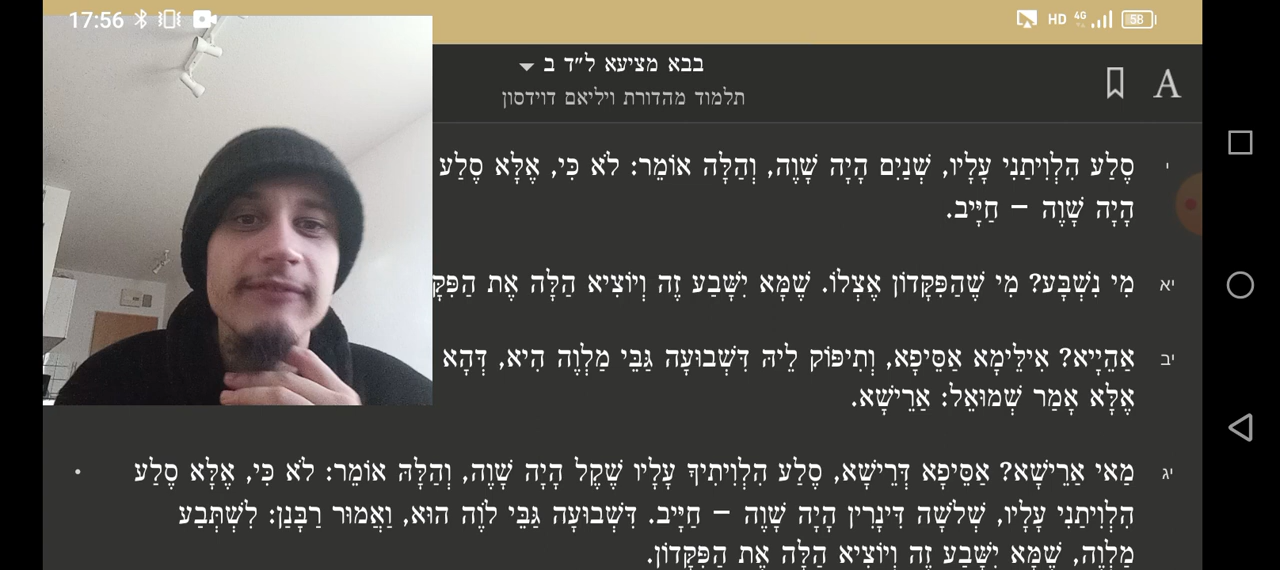 17:56
HD 4G 58
בבא מציעא ל״ד ב
תלמוד מהדורת ויליאם דוידסון
A
י סֶלַע הִלְוִיתַנִי עָלָיו, שְׁנַיִם הָיָה שָׁוֶה, וְהַלָּה אוֹמֵר: לֹא כִּי, אֶלָּא סֶלַע
הָיָה שָׁוֶה – חַיָּיב.
יא מִי נִשְׁבָּע? מִי שֶׁהַפִּקָּדוֹן אֶצְלוֹ. שֶׁמָּא יִשָּׁבַע זֶה וְיוֹצִיא הַלָּה אֶת
יב אַהֵיָיא? אִילֵּימָא אַסֵּיפָא, וְתִיפּוֹק לֵיהּ דִּשְׁבוּעָה גַּבֵּי מַלְוֶה הִיא, דְּהָא
אֶלָּא אָמַר שְׁמוּאֵל: אַרֵישָׁא.
יג מַאי אַרֵישָׁא? אַסֵּיפָא דְּרֵישָׁא, סֶלַע הִלְוִיתִיךָ עָלָיו שֶׁקֶל הָיָה שָׁוֶה, וְהַלָּה אוֹמֵר: לֹא כִּי, אֶלָּא סֶלַע
הִלְוִיתַנִי עָלָיו, שְׁלֹשָׁה דִּינָרִין הָיָה שָׁוֶה – חַיָּיב. דִּשְׁבוּעָה גַּבֵּי לֹוֶה הוּא, וַאֲמוּר רַבָּנַן: לִשְׁתְּבַע
מַלְוֶה, שֶׁמָּא יִשָּׁבַע זֶה וְיוֹצִיא הַלָּה אֶת הַפִּקָּדוֹן.